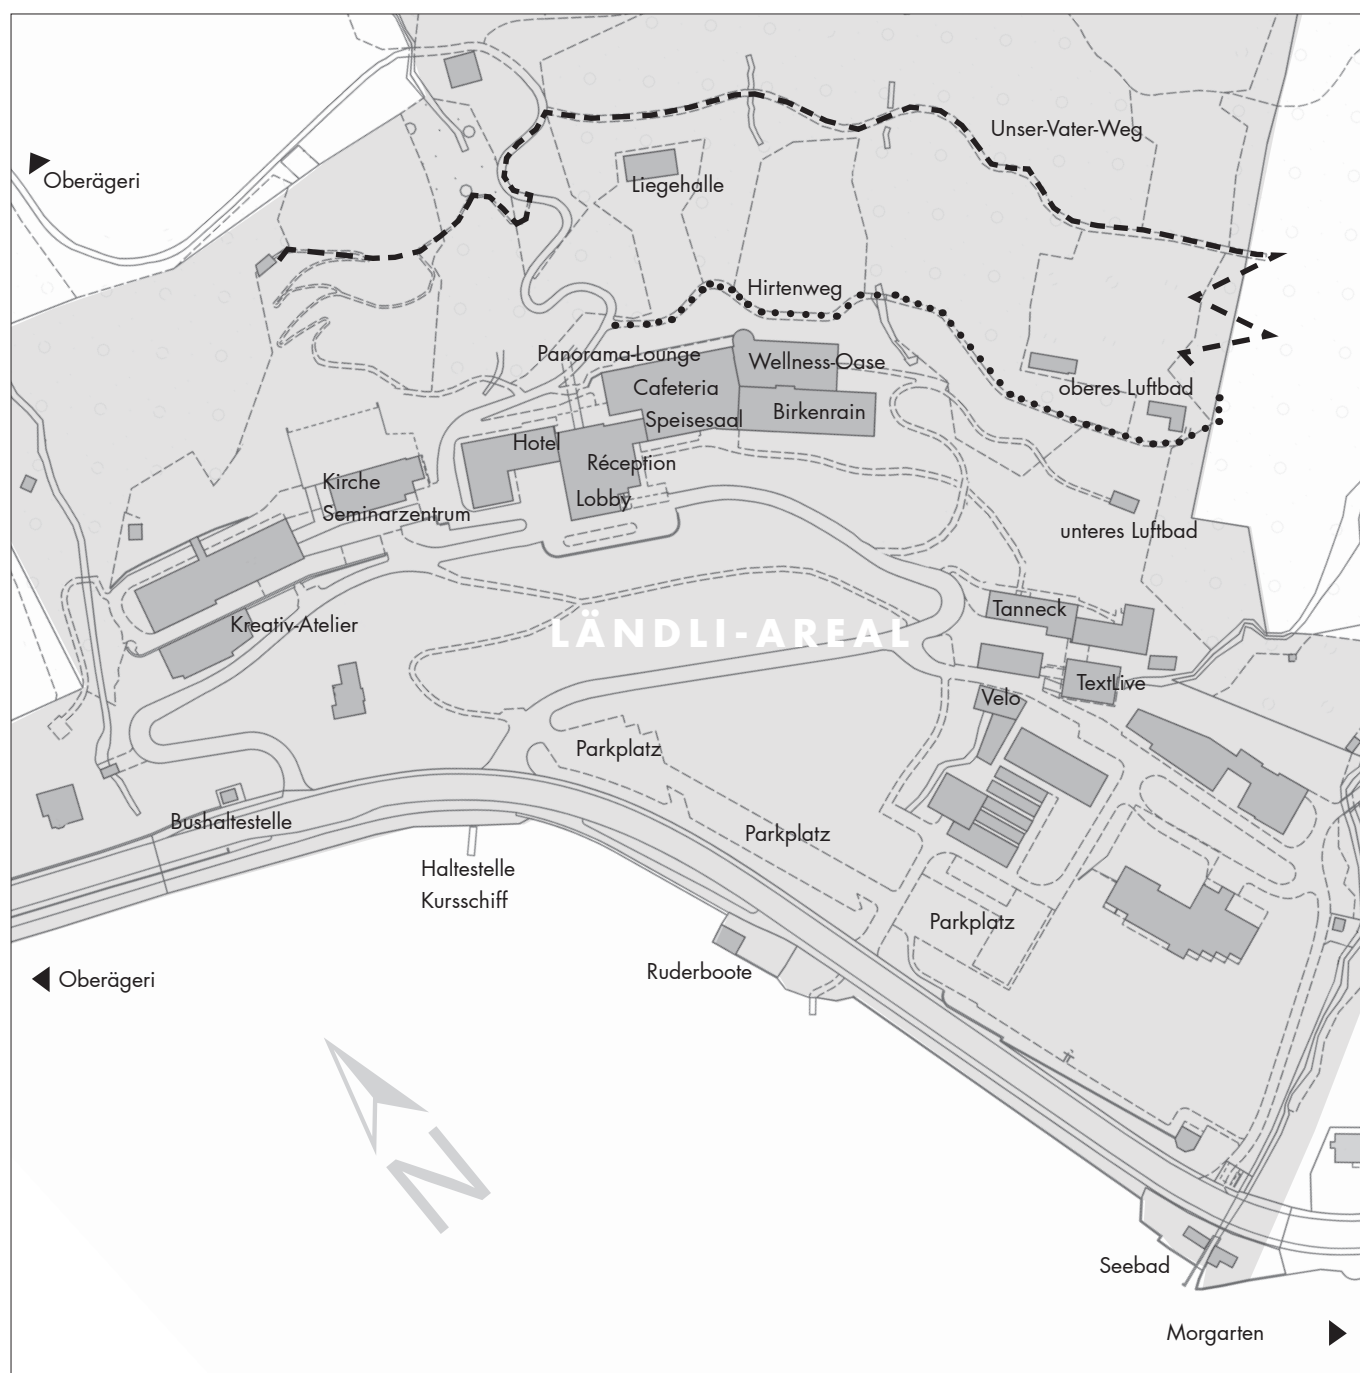 Unser-Vater-Weg
Oberägeri
Liegehalle
Hirtenweg
Panorama-Lounge
Wellness-Oase
Cafeteria
oberes Luftbad
Speisesaal
Birkenrain
Hotel
Réception
Kirche
Lobby
Seminarzentrum
unteres Luftbad
Tanneck
Kreativ-Atelier
LÄNDLI-AREAL
TextLive
Velo
Parkplatz
Bushaltestelle
Parkplatz
Haltestelle
Kursschiff
Parkplatz
Ruderboote
Oberägeri
N
Seebad
Morgarten